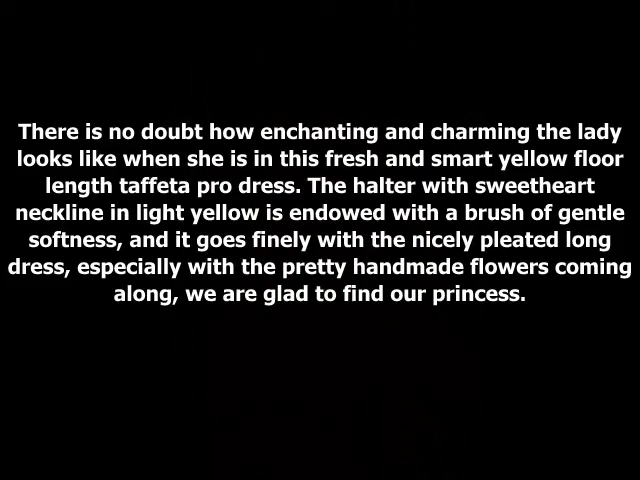 There is no doubt how enchanting and charming the lady
looks like when she is in this fresh and smart yellow floor
length taffeta pro dress. The halter with sweetheart
neckline in light yellow is endowed with a brush of gentle
softness, and it goes finely with the nicely pleated long
dress, especially with the pretty handmade flowers coming
along, we are glad to find our princess.